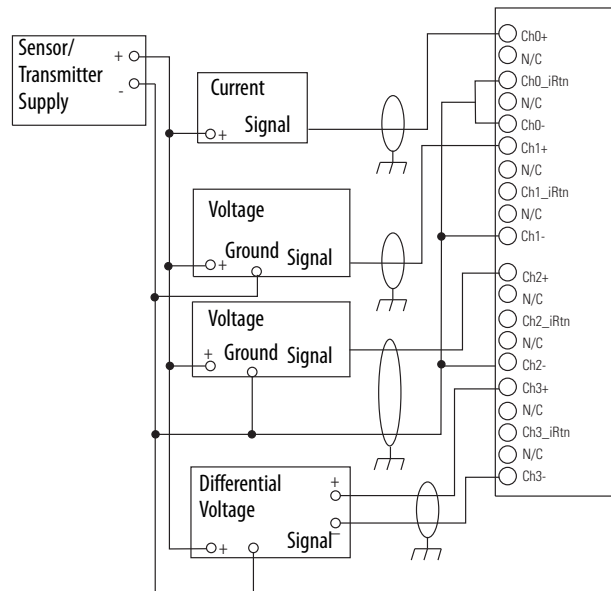 Sensor/
Transmitter
Supply
+
-
Current
Signal
+
Voltage
Ground
Signal
+
Voltage
Ground
Signal
+
Differential
Voltage
+
–
Signal
+
Ch0+
N/C
Ch0_iRtn
N/C
Ch0-
Ch1+
N/C
Ch1_iRtn
N/C
Ch1-
Ch2+
N/C
Ch2_iRtn
N/C
Ch2-
Ch3+
N/C
Ch3_iRtn
N/C
Ch3-